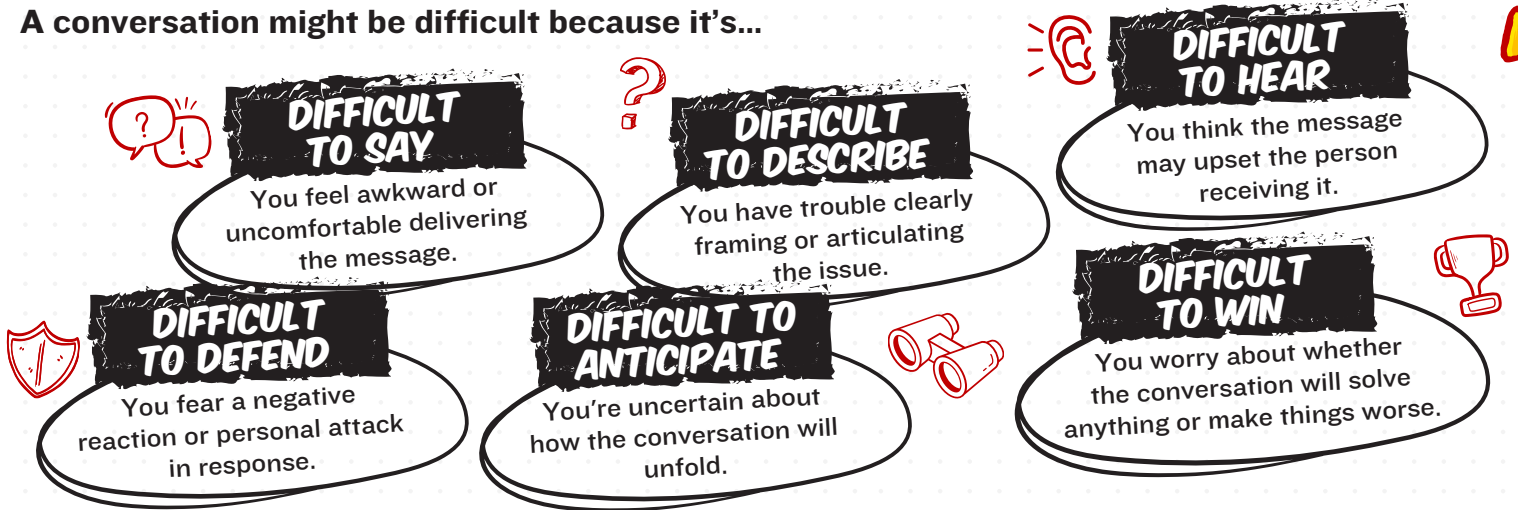 A conversation might be difficult because it's...
DIFFICULT
TO SAY
You feel awkward or
uncomfortable delivering
the message.
?
!
DIFFICULT
TO DESCRIBE
You have trouble clearly
framing or articulating
the issue.
?
DIFFICULT
TO HEAR
You think the message
may upset the person
receiving it.
DIFFICULT
TO DEFEND
You fear a negative
reaction or personal attack
in response.
DIFFICULT TO
ANTICIPATE
You're uncertain about
how the conversation will
unfold.
DIFFICULT
TO WIN
You worry about whether
the conversation will solve
anything or make things worse.